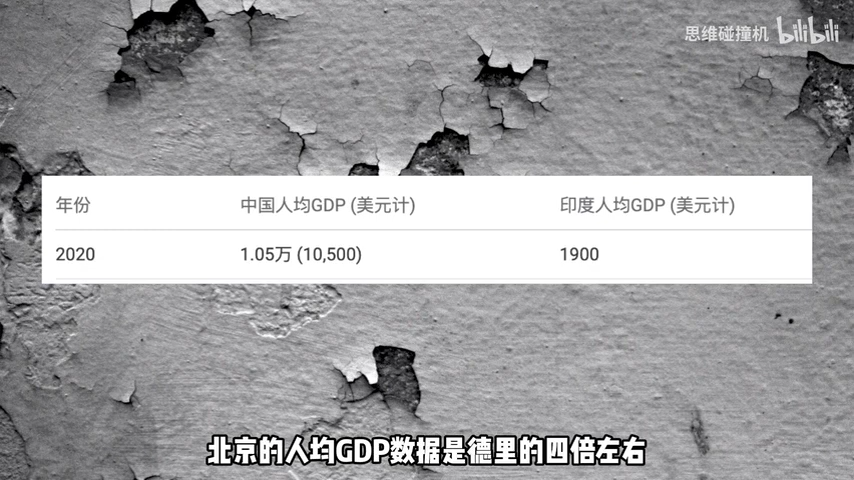 思维碰撞机 bilibili
年份 中国人均GDP (美元计) 印度人均GDP (美元计)
2020 1.05万 (10,500) 1900
北京的人均GDP数据是德里的四倍左右